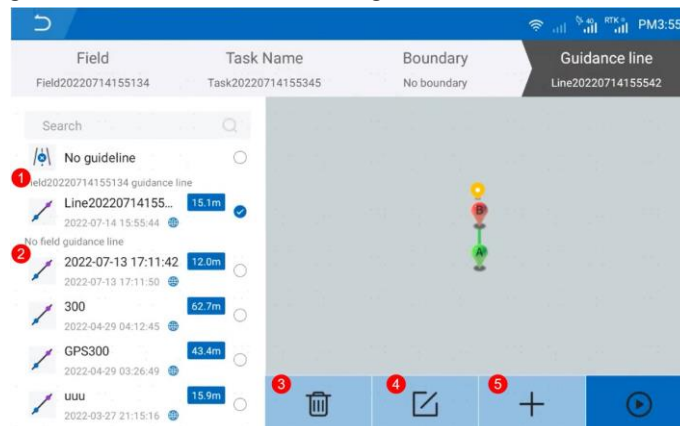 40 RTK PM3:55
Field Task Name Boundary Guidance line
Field20220714155134 Task20220714155345 No boundary Line20220714155542
Search
No guideline
1
Field20220714155134 guidance line
Line20220714155... 15.1m
2022-07-14 15:55:44
No field guidance line
2
2022-07-13 17:11:42 12.0m
2022-07-13 17:11:50
300 62.7m
2022-04-29 04:12:45
GPS300 43.4m
2022-04-29 03:26:49
uuu 15.9m
2022-03-27 21:15:16
B
A
3 4 5